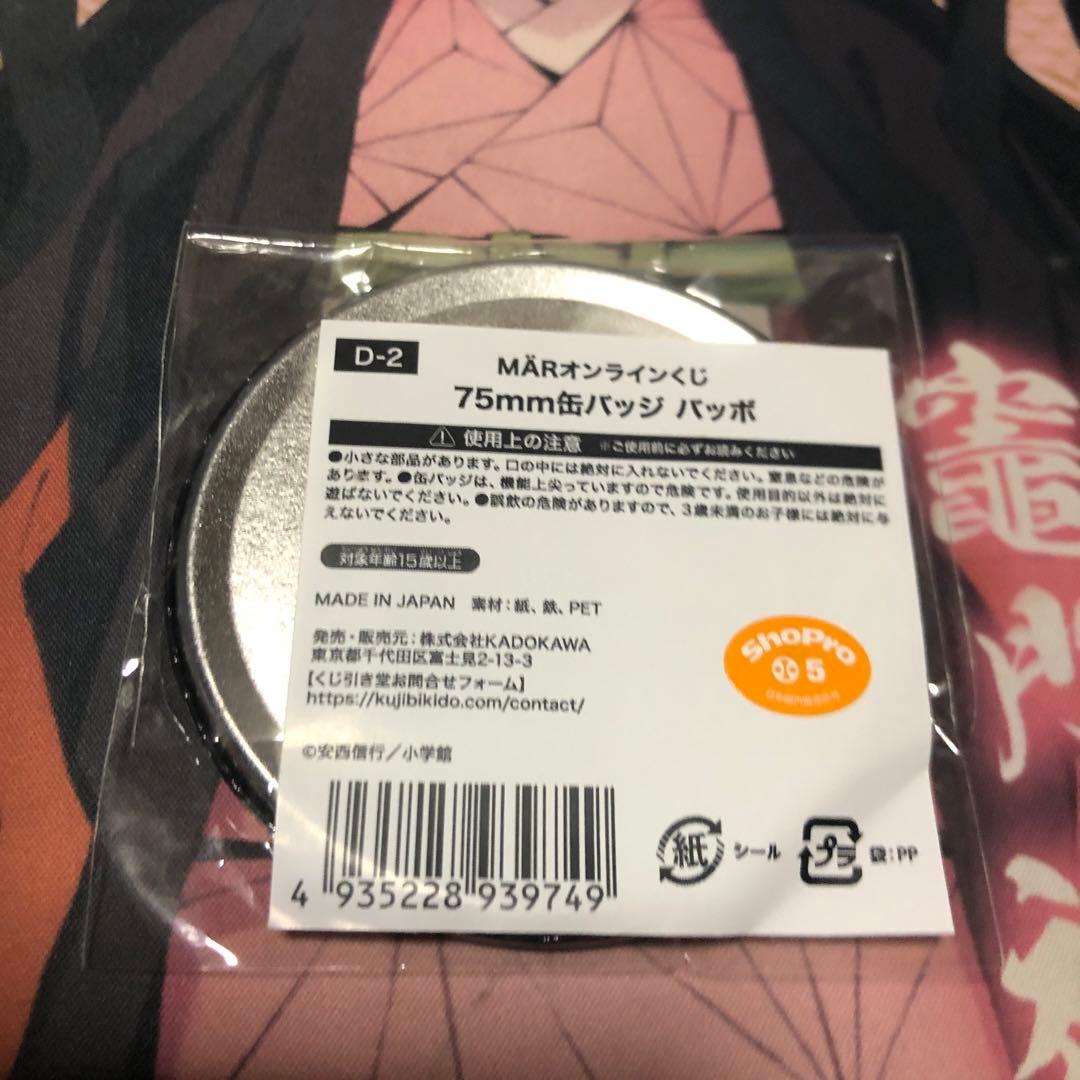 D-2
MÄRオンラインくじ
75mm缶バッジ バッボ
使用上の注意 ※ご使用前に必ずお読みください
●小さな部品があります。口の中には絶対に入れないでください。窒息などの危険が
あります。●缶バッジは、機能上尖っていますので危険です。使用目的以外は絶対に
遊ばないでください。●誤飲の危険がありますので、3歳未満のお子様には絶対に与
えないでください。
対象年齢15歳以上
MADE IN JAPAN 素材：紙、鉄、PET
発売・販売元：株式会社KADOKAWA
東京都千代田区富士見2-13-3
【くじ引き堂お問合せフォーム】
https://kujibikido.com/contact/
ShoPro
小 5
©安西信行／小学館
4 935228 939749
紙 シール
プラ 袋：PP
竈門